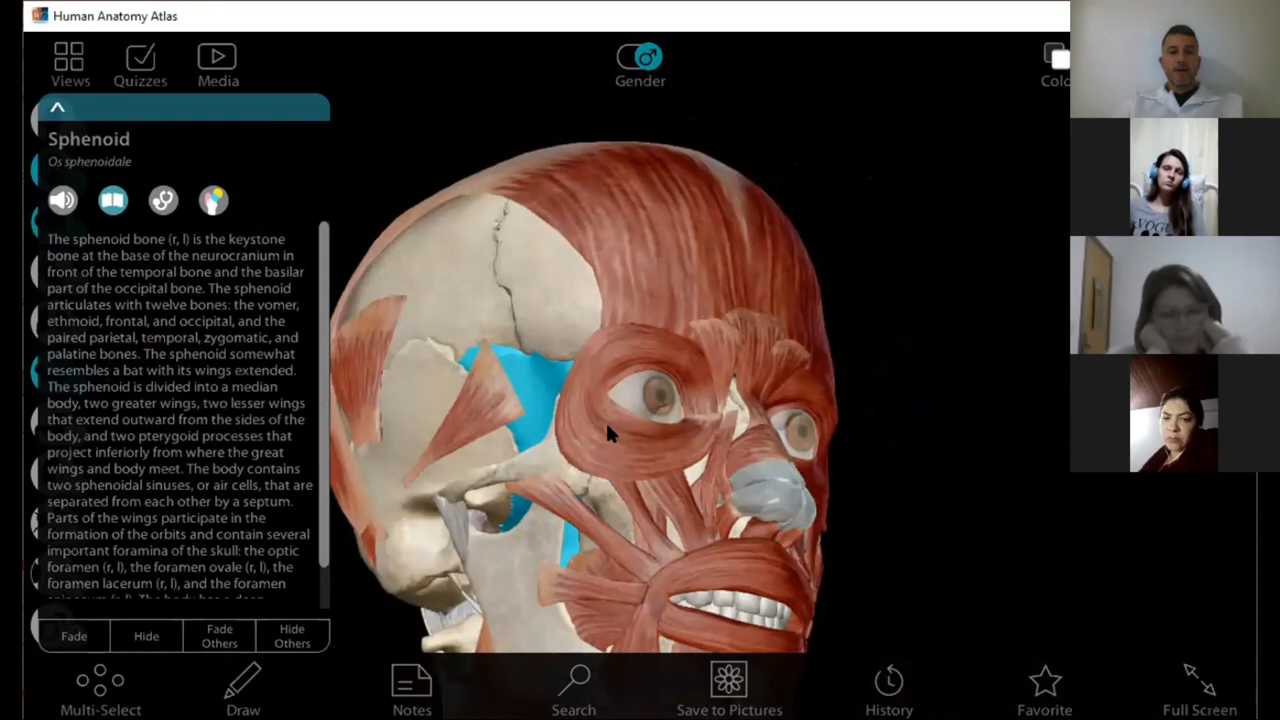 Human Anatomy Atlas
Views
Quizzes
Media
Gender
Colo
Sphenoid
Os sphenoidale
The sphenoid bone (r, l) is the keystone
bone at the base of the neurocranium in
front of the temporal bone and the basilar
part of the occipital bone. The sphenoid
articulates with twelve bones: the vomer,
ethmoid, frontal, and occipital, and the
paired parietal, temporal, zygomatic, and
palatine bones. The sphenoid somewhat
resembles a bat with its wings extended.
The sphenoid is divided into a median
body, two greater wings, two lesser wings
that extend outward from the sides of the
body, and two pterygoid processes that
project inferiorly from where the great
wings and body meet. The body contains
two sphenoidal sinuses, or air cells, that are
separated from each other by a septum.
Parts of the wings participate in the
formation of the orbits and contain several
important foramina of the skull: the optic
foramen (r, l), the foramen ovale (r, l), the
foramen lacerum (r, l), and the foramen
Fade
Hide
Fade Others
Hide Others
VOGUE
Multi-Select
Draw
Notes
Search
Save to Pictures
History
Favorite
Full Screen